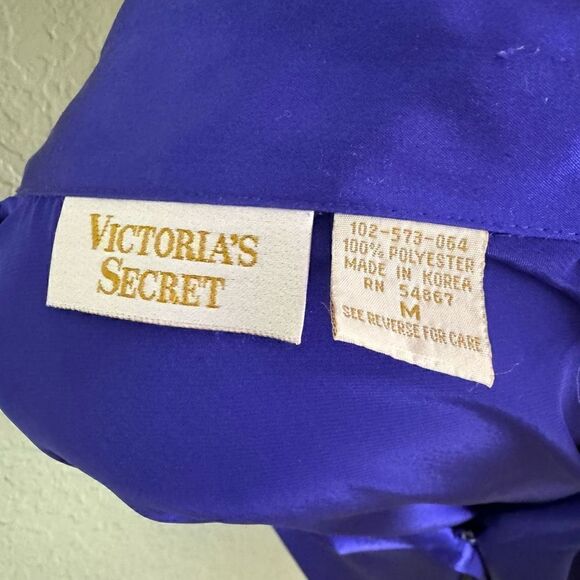 VICTORIA'S
SECRET
102-573-064
100% POLYESTER
MADE IN KOREA
RN 54867
M
SEE REVERSE FOR CARE